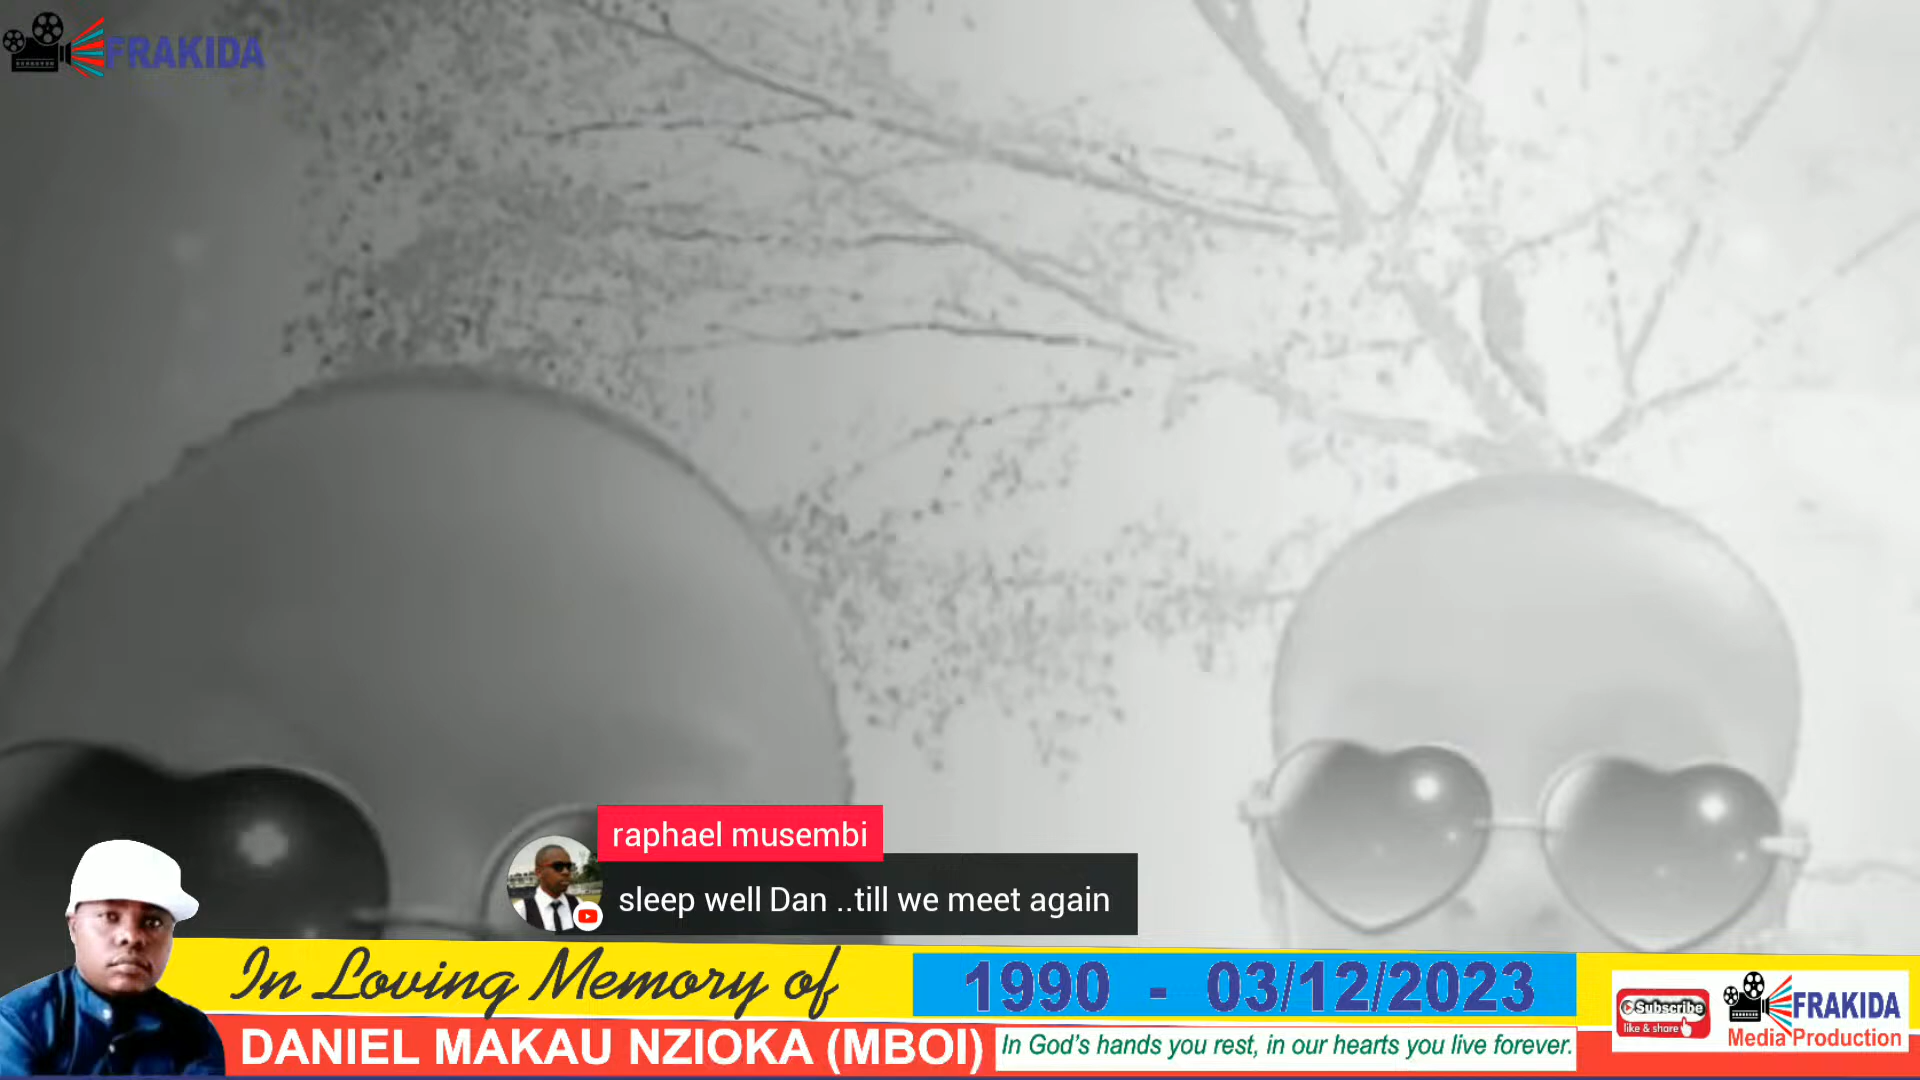 FRAKIDA
raphael musembi
sleep well Dan ..till we meet again
In Loving Memory of
1990 - 03/12/2023
DANIEL MAKAU NZIOKA (MBOI)
In God's hands you rest, in our hearts you live forever.
Subscribe
like & share
FRAKIDA
Media Production